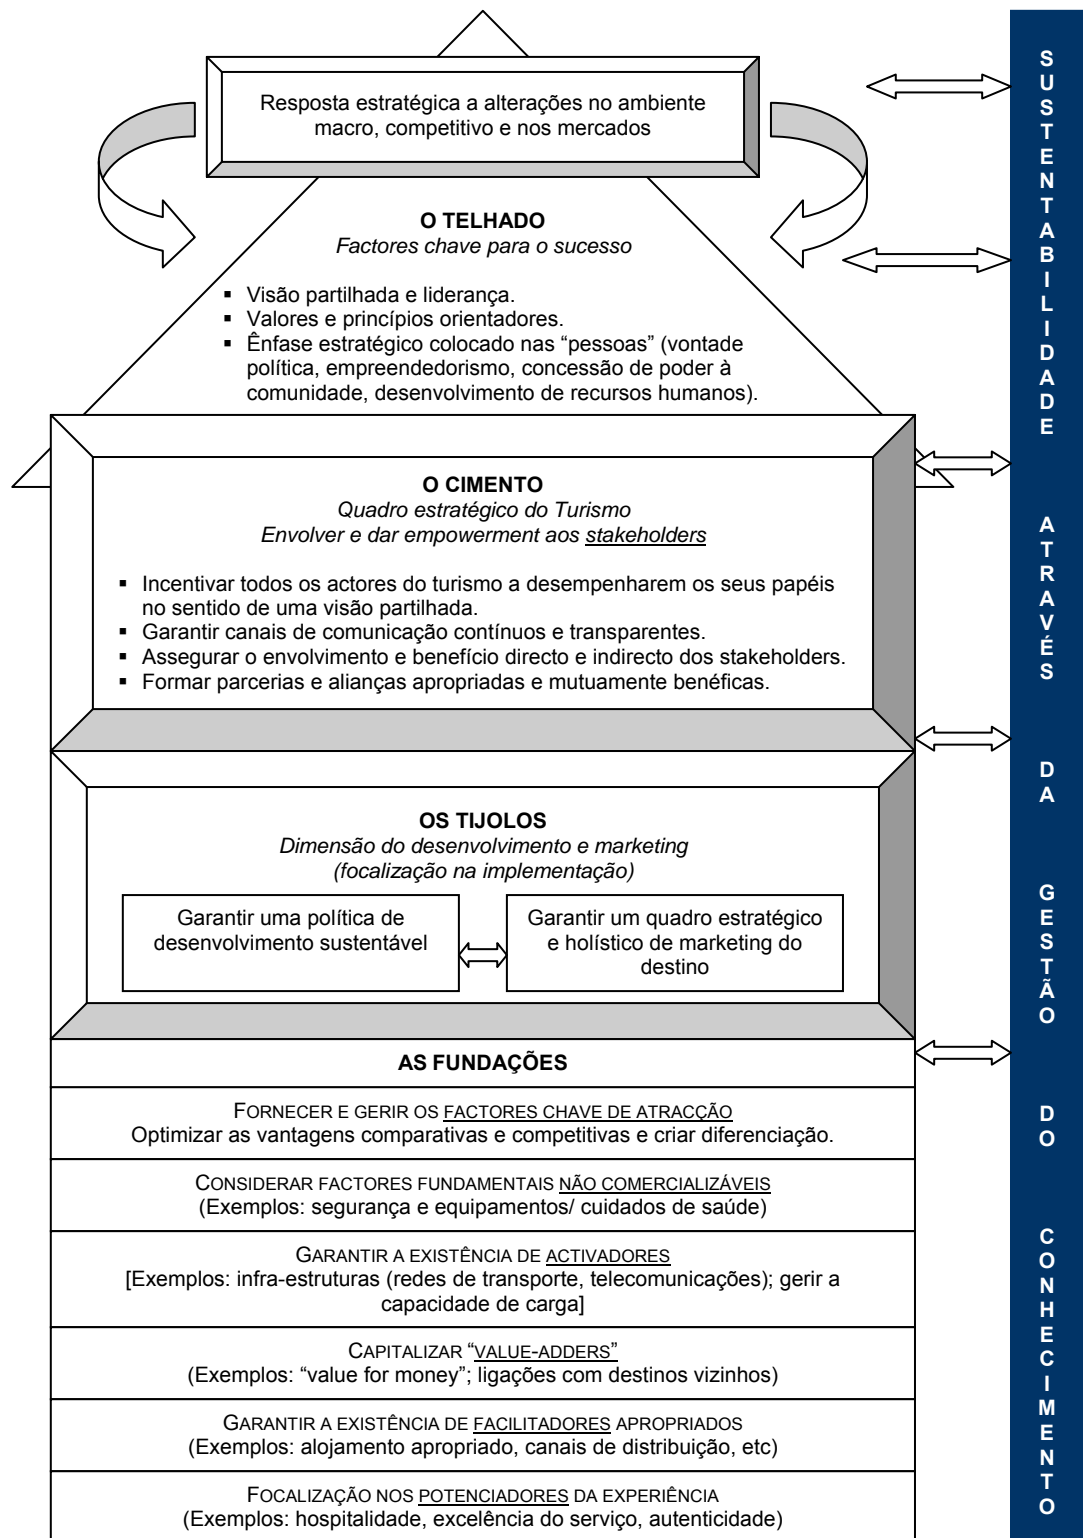 Resposta estratégica a alterações no ambiente
macro, competitivo e nos mercados
O TELHADO
Factores chave para o sucesso
▪ Visão partilhada e liderança.
▪ Valores e princípios orientadores.
▪ Ênfase estratégico colocado nas “pessoas” (vontade
política, empreendedorismo, concessão de poder à
comunidade, desenvolvimento de recursos humanos).
O CIMENTO
Quadro estratégico do Turismo
Envolver e dar empowerment aos stakeholders
▪ Incentivar todos os actores do turismo a desempenharem os seus papéis
no sentido de uma visão partilhada.
▪ Garantir canais de comunicação contínuos e transparentes.
▪ Assegurar o envolvimento e benefício directo e indirecto dos stakeholders.
▪ Formar parcerias e alianças apropriadas e mutuamente benéficas.
OS TIJOLOS
Dimensão do desenvolvimento e marketing
(focalização na implementação)
Garantir uma política de
desenvolvimento sustentável
Garantir um quadro estratégico
e holístico de marketing do
destino
AS FUNDAÇÕES
FORNECER E GERIR OS FACTORES CHAVE DE ATRACÇÃO
Optimizar as vantagens comparativas e competitivas e criar diferenciação.
CONSIDERAR FACTORES FUNDAMENTAIS NÃO COMERCIALIZÁVEIS
(Exemplos: segurança e equipamentos/ cuidados de saúde)
GARANTIR A EXISTÊNCIA DE ACTIVADORES
[Exemplos: infra-estruturas (redes de transporte, telecomunicações); gerir a
capacidade de carga]
CAPITALIZAR “VALUE-ADDERS”
(Exemplos: “value for money”; ligações com destinos vizinhos)
GARANTIR A EXISTÊNCIA DE FACILITADORES APROPRIADOS
(Exemplos: alojamento apropriado, canais de distribuição, etc)
FOCALIZAÇÃO NOS POTENCIADORES DA EXPERIÊNCIA
(Exemplos: hospitalidade, excelência do serviço, autenticidade)
SUSTENTABILIDADE ATRAVÉS DA GESTÃO DO CONHECIMENTO